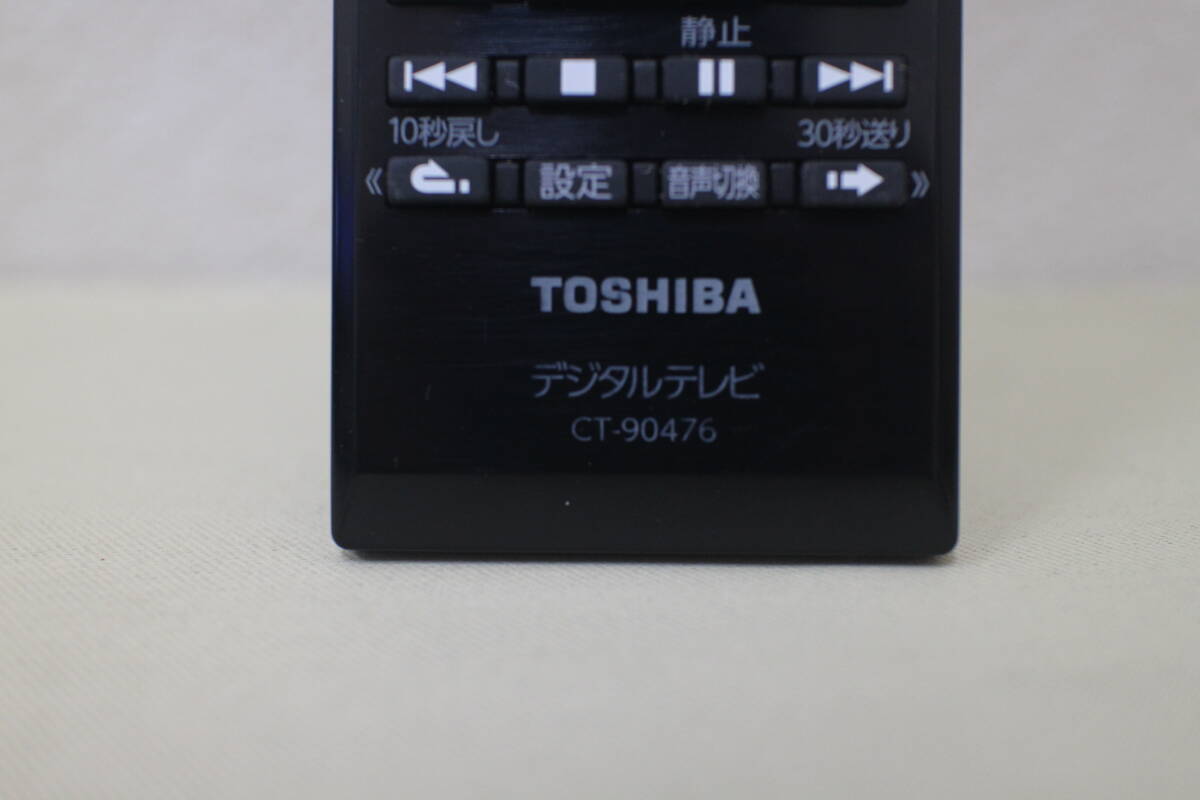 静止
10秒戻し 30秒送り
《 設定 音声切換 》
TOSHIBA
デジタルテレビ
CT-90476